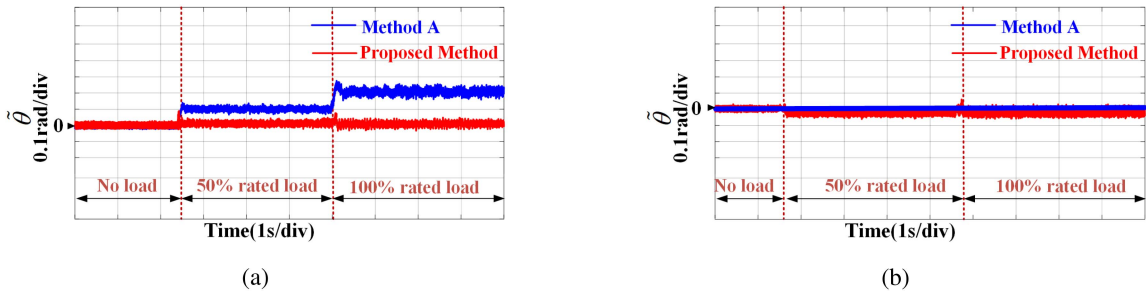 Method A
Proposed Method
0.1rad/div
θ̃
0
No load
50% rated load
100% rated load
Time(1s/div)
(a)
Method A
Proposed Method
0.1rad/div
θ̃
0
No load
50% rated load
100% rated load
Time(1s/div)
(b)